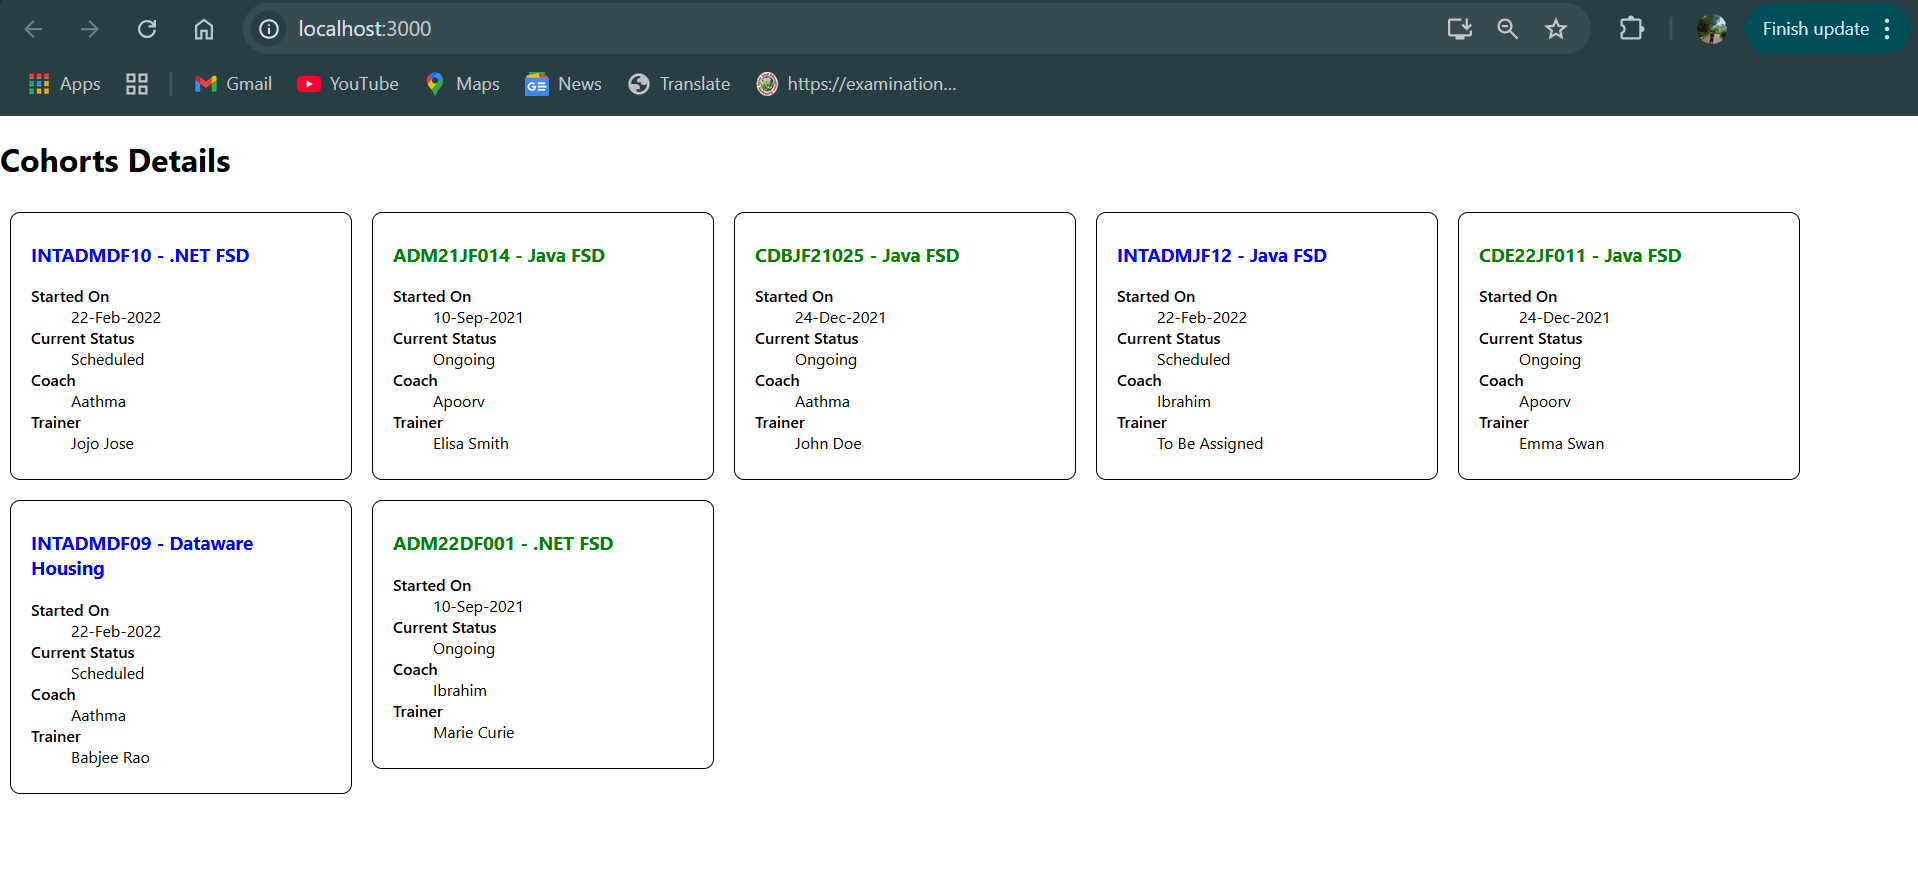 localhost:3000
Finish update
Apps
Gmail
YouTube
Maps
News
Translate
https://examination...
Cohorts Details
INTADMDF10 - .NET FSD
Started On
22-Feb-2022
Current Status
Scheduled
Coach
Aathma
Trainer
Jojo Jose
ADM21JF014 - Java FSD
Started On
10-Sep-2021
Current Status
Ongoing
Coach
Apoorv
Trainer
Elisa Smith
CDBJF21025 - Java FSD
Started On
24-Dec-2021
Current Status
Ongoing
Coach
Aathma
Trainer
John Doe
INTADMJF12 - Java FSD
Started On
22-Feb-2022
Current Status
Scheduled
Coach
Ibrahim
Trainer
To Be Assigned
CDE22JF011 - Java FSD
Started On
24-Dec-2021
Current Status
Ongoing
Coach
Apoorv
Trainer
Emma Swan
INTADMDF09 - Dataware
Housing
Started On
22-Feb-2022
Current Status
Scheduled
Coach
Aathma
Trainer
Babjee Rao
ADM22DF001 - .NET FSD
Started On
10-Sep-2021
Current Status
Ongoing
Coach
Ibrahim
Trainer
Marie Curie